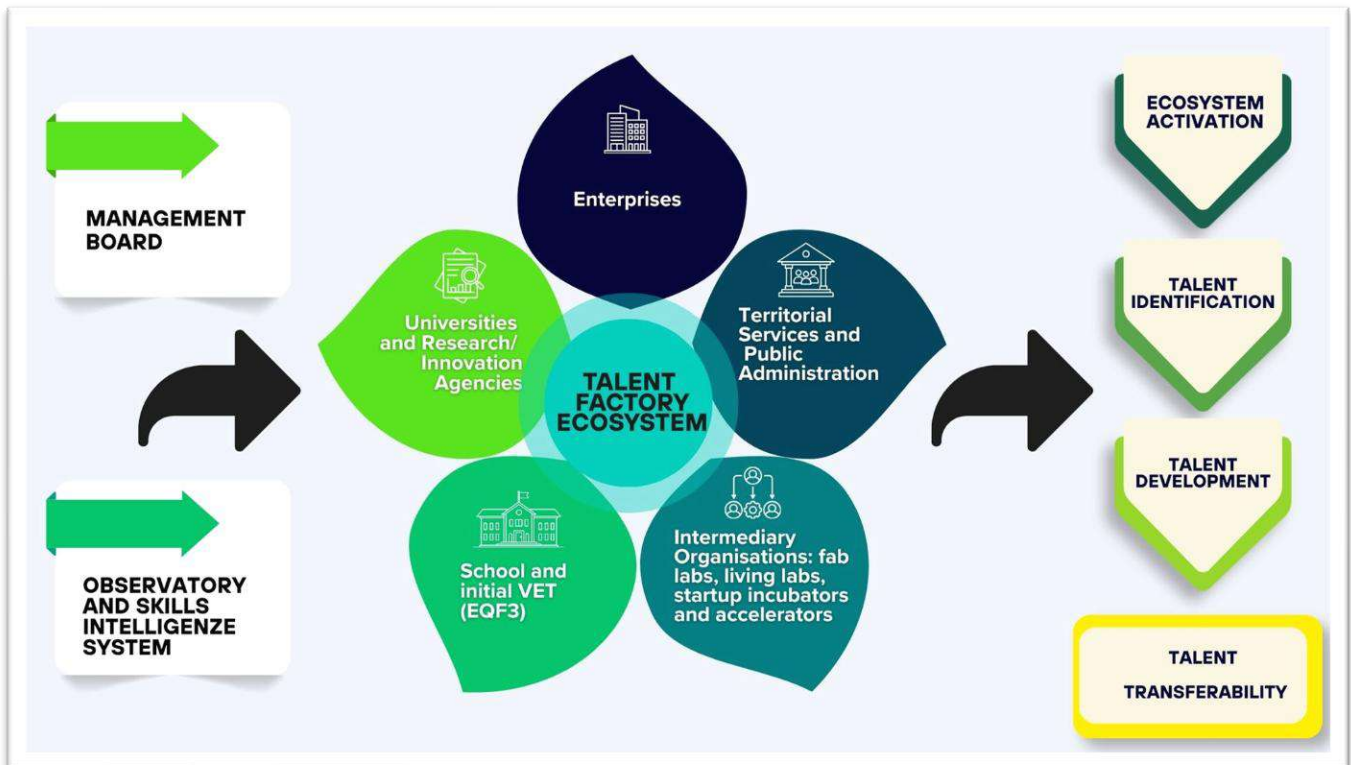 MANAGEMENT
BOARD
OBSERVATORY
AND SKILLS
INTELLIGENZE
SYSTEM
Enterprises
Universities
and Research/
Innovation
Agencies
Territorial
Services and
Public
Administration
TALENT
FACTORY
ECOSYSTEM
School and
initial VET
(EQF3)
Intermediary
Organisations: fab
labs, living labs,
startup incubators
and accelerators
ECOSYSTEM
ACTIVATION
TALENT
IDENTIFICATION
TALENT
DEVELOPMENT
TALENT
TRANSFERABILITY